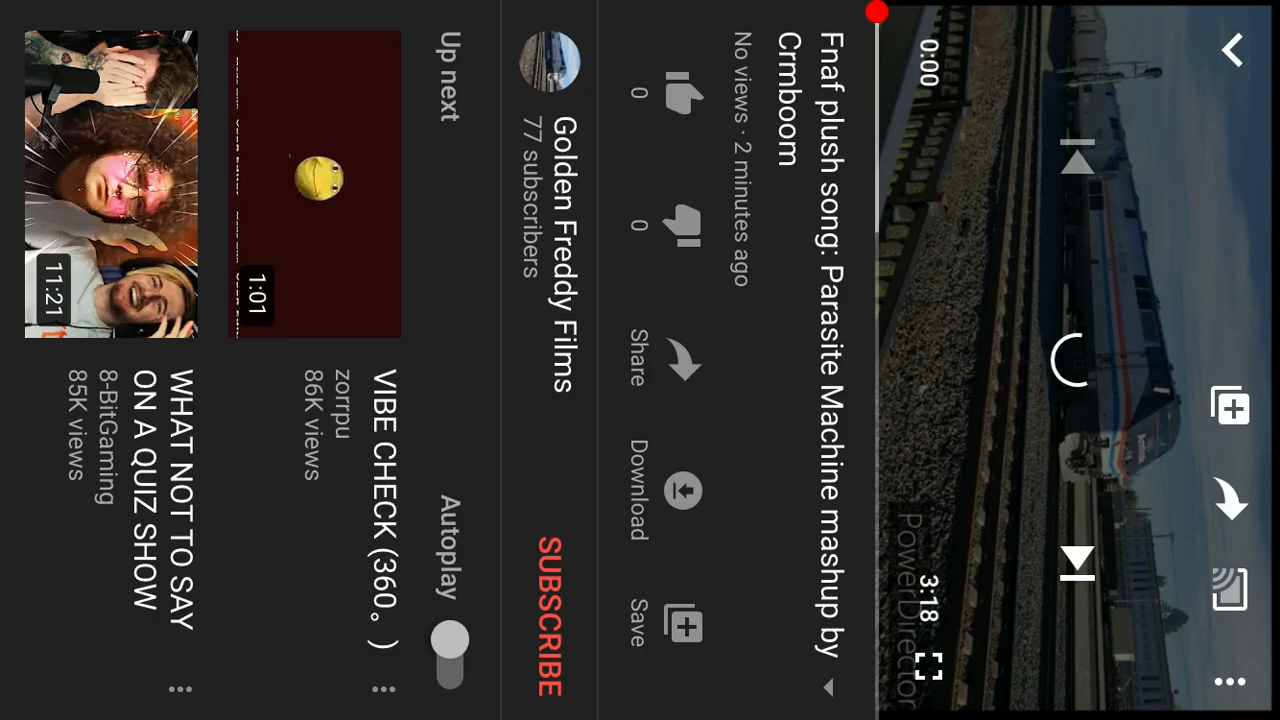 0:00
3:18
PowerDirector
Fnaf plush song: Parasite Machine mashup by
Crmboom
No views · 2 minutes ago
0
0
Share
Download
Save
Golden Freddy Films
77 subscribers
SUBSCRIBE
Up next
Autoplay
1:01
VIBE CHECK (360。)
zorrpu
86K views
11:21
WHAT NOT TO SAY
ON A QUIZ SHOW
8-BitGaming
85K views